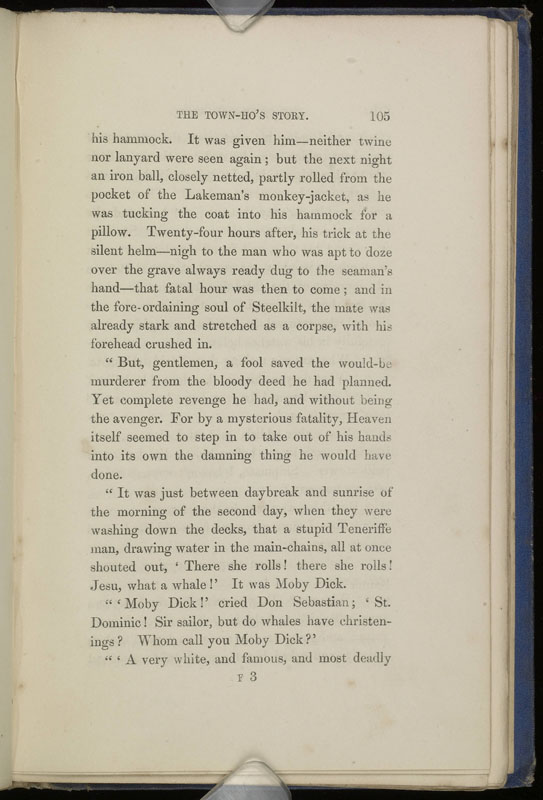 THE TOWN-HO'S STORY. 105
his hammock. It was given him—neither twine
nor lanyard were seen again; but the next night
an iron ball, closely netted, partly rolled from the
pocket of the Lakeman's monkey-jacket, as he
was tucking the coat into his hammock for a
pillow. Twenty-four hours after, his trick at the
silent helm—nigh to the man who was apt to doze
over the grave always ready dug to the seaman's
hand—that fatal hour was then to come; and in
the fore-ordaining soul of Steelkilt, the mate was
already stark and stretched as a corpse, with his
forehead crushed in.
“But, gentlemen, a fool saved the would-be
murderer from the bloody deed he had planned.
Yet complete revenge he had, and without being
the avenger. For by a mysterious fatality, Heaven
itself seemed to step in to take out of his hands
into its own the damning thing he would have
done.
“It was just between daybreak and sunrise of
the morning of the second day, when they were
washing down the decks, that a stupid Teneriffe
man, drawing water in the main-chains, all at once
shouted out, ‘There she rolls! there she rolls!
Jesu, what a whale!’ It was Moby Dick.
“‘Moby Dick!’ cried Don Sebastian; ‘St.
Dominic! Sir sailor, but do whales have christen-
ings? Whom call you Moby Dick?’
“‘A very white, and famous, and most deadly
F 3